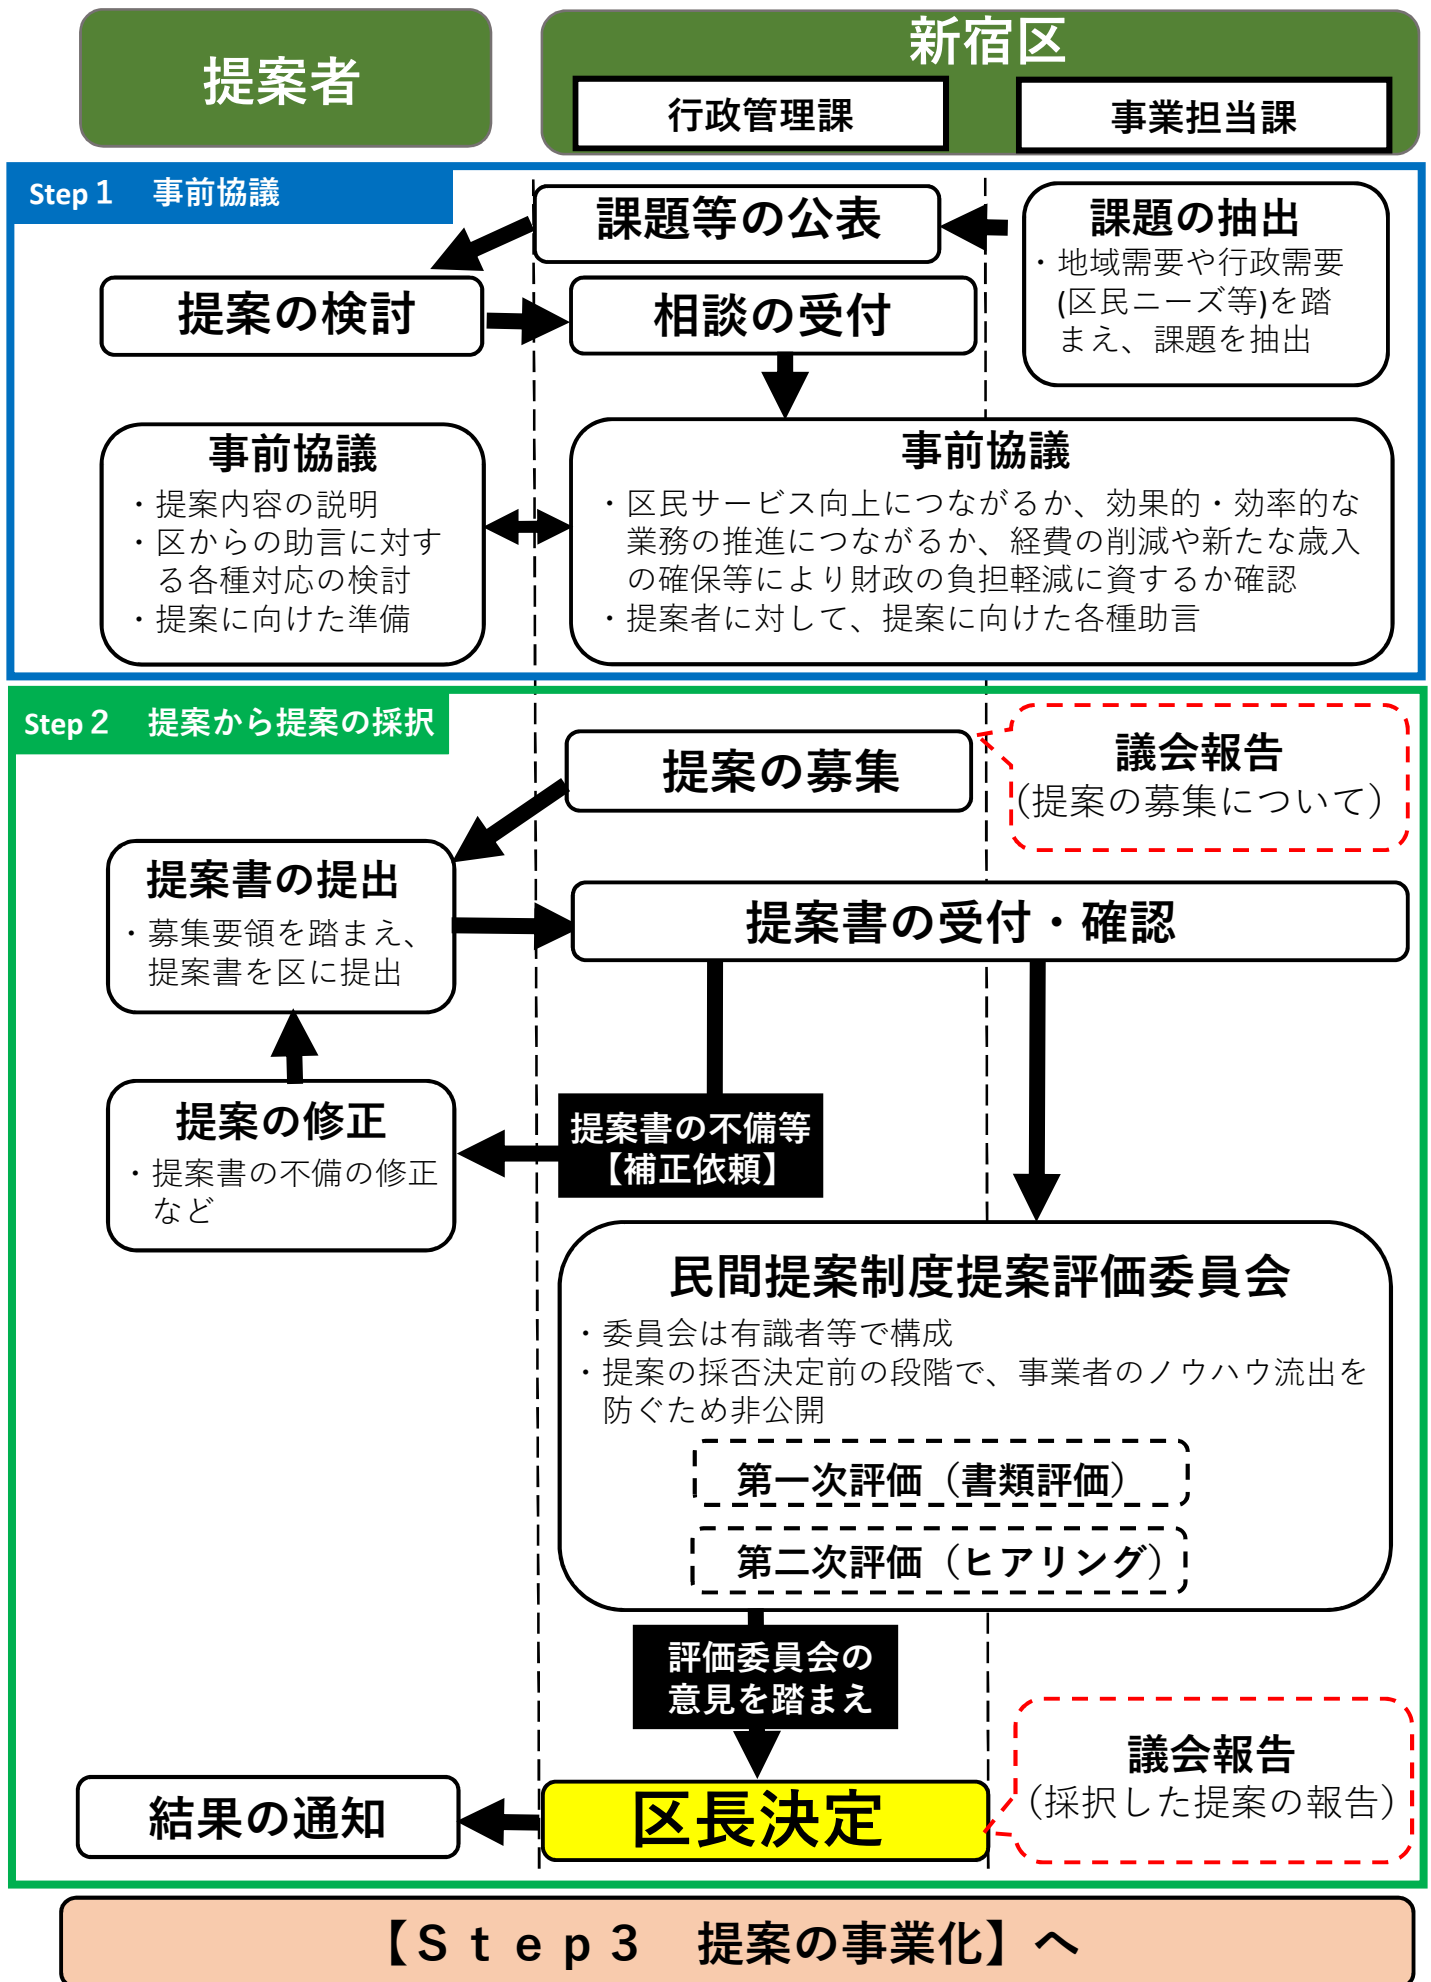 提案者
新宿区
行政管理課
事業担当課
Step１　事前協議
課題等の公表
課題の抽出
・地域需要や行政需要
(区民ニーズ等)を踏
まえ、課題を抽出
提案の検討
相談の受付
事前協議
・提案内容の説明
・区からの助言に対す
る各種対応の検討
・提案に向けた準備
事前協議
・区民サービス向上につながるか、効果的・効率的な
業務の推進につながるか、経費の削減や新たな歳入
の確保等により財政の負担軽減に資するか確認
・提案者に対して、提案に向けた各種助言
Step２　提案から提案の採択
提案の募集
議会報告
（提案の募集について）
提案書の提出
・募集要領を踏まえ、
提案書を区に提出
提案書の受付・確認
提案の修正
・提案書の不備の修正
など
提案書の不備等
【補正依頼】
民間提案制度提案評価委員会
・委員会は有識者等で構成
・提案の採否決定前の段階で、事業者のノウハウ流出を
防ぐため非公開
第一次評価（書類評価）
第二次評価（ヒアリング）
評価委員会の
意見を踏まえ
議会報告
（採択した提案の報告）
結果の通知
区長決定
【Ｓｔｅｐ３　提案の事業化】へ